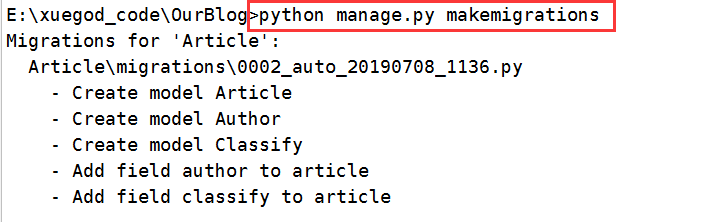 E:\xuegod_code\OurBlog>python manage.py makemigrations
Migrations for 'Article':
  Article\migrations\0002_auto_20190708_1136.py
    - Create model Article
    - Create model Author
    - Create model Classify
    - Add field author to article
    - Add field classify to article